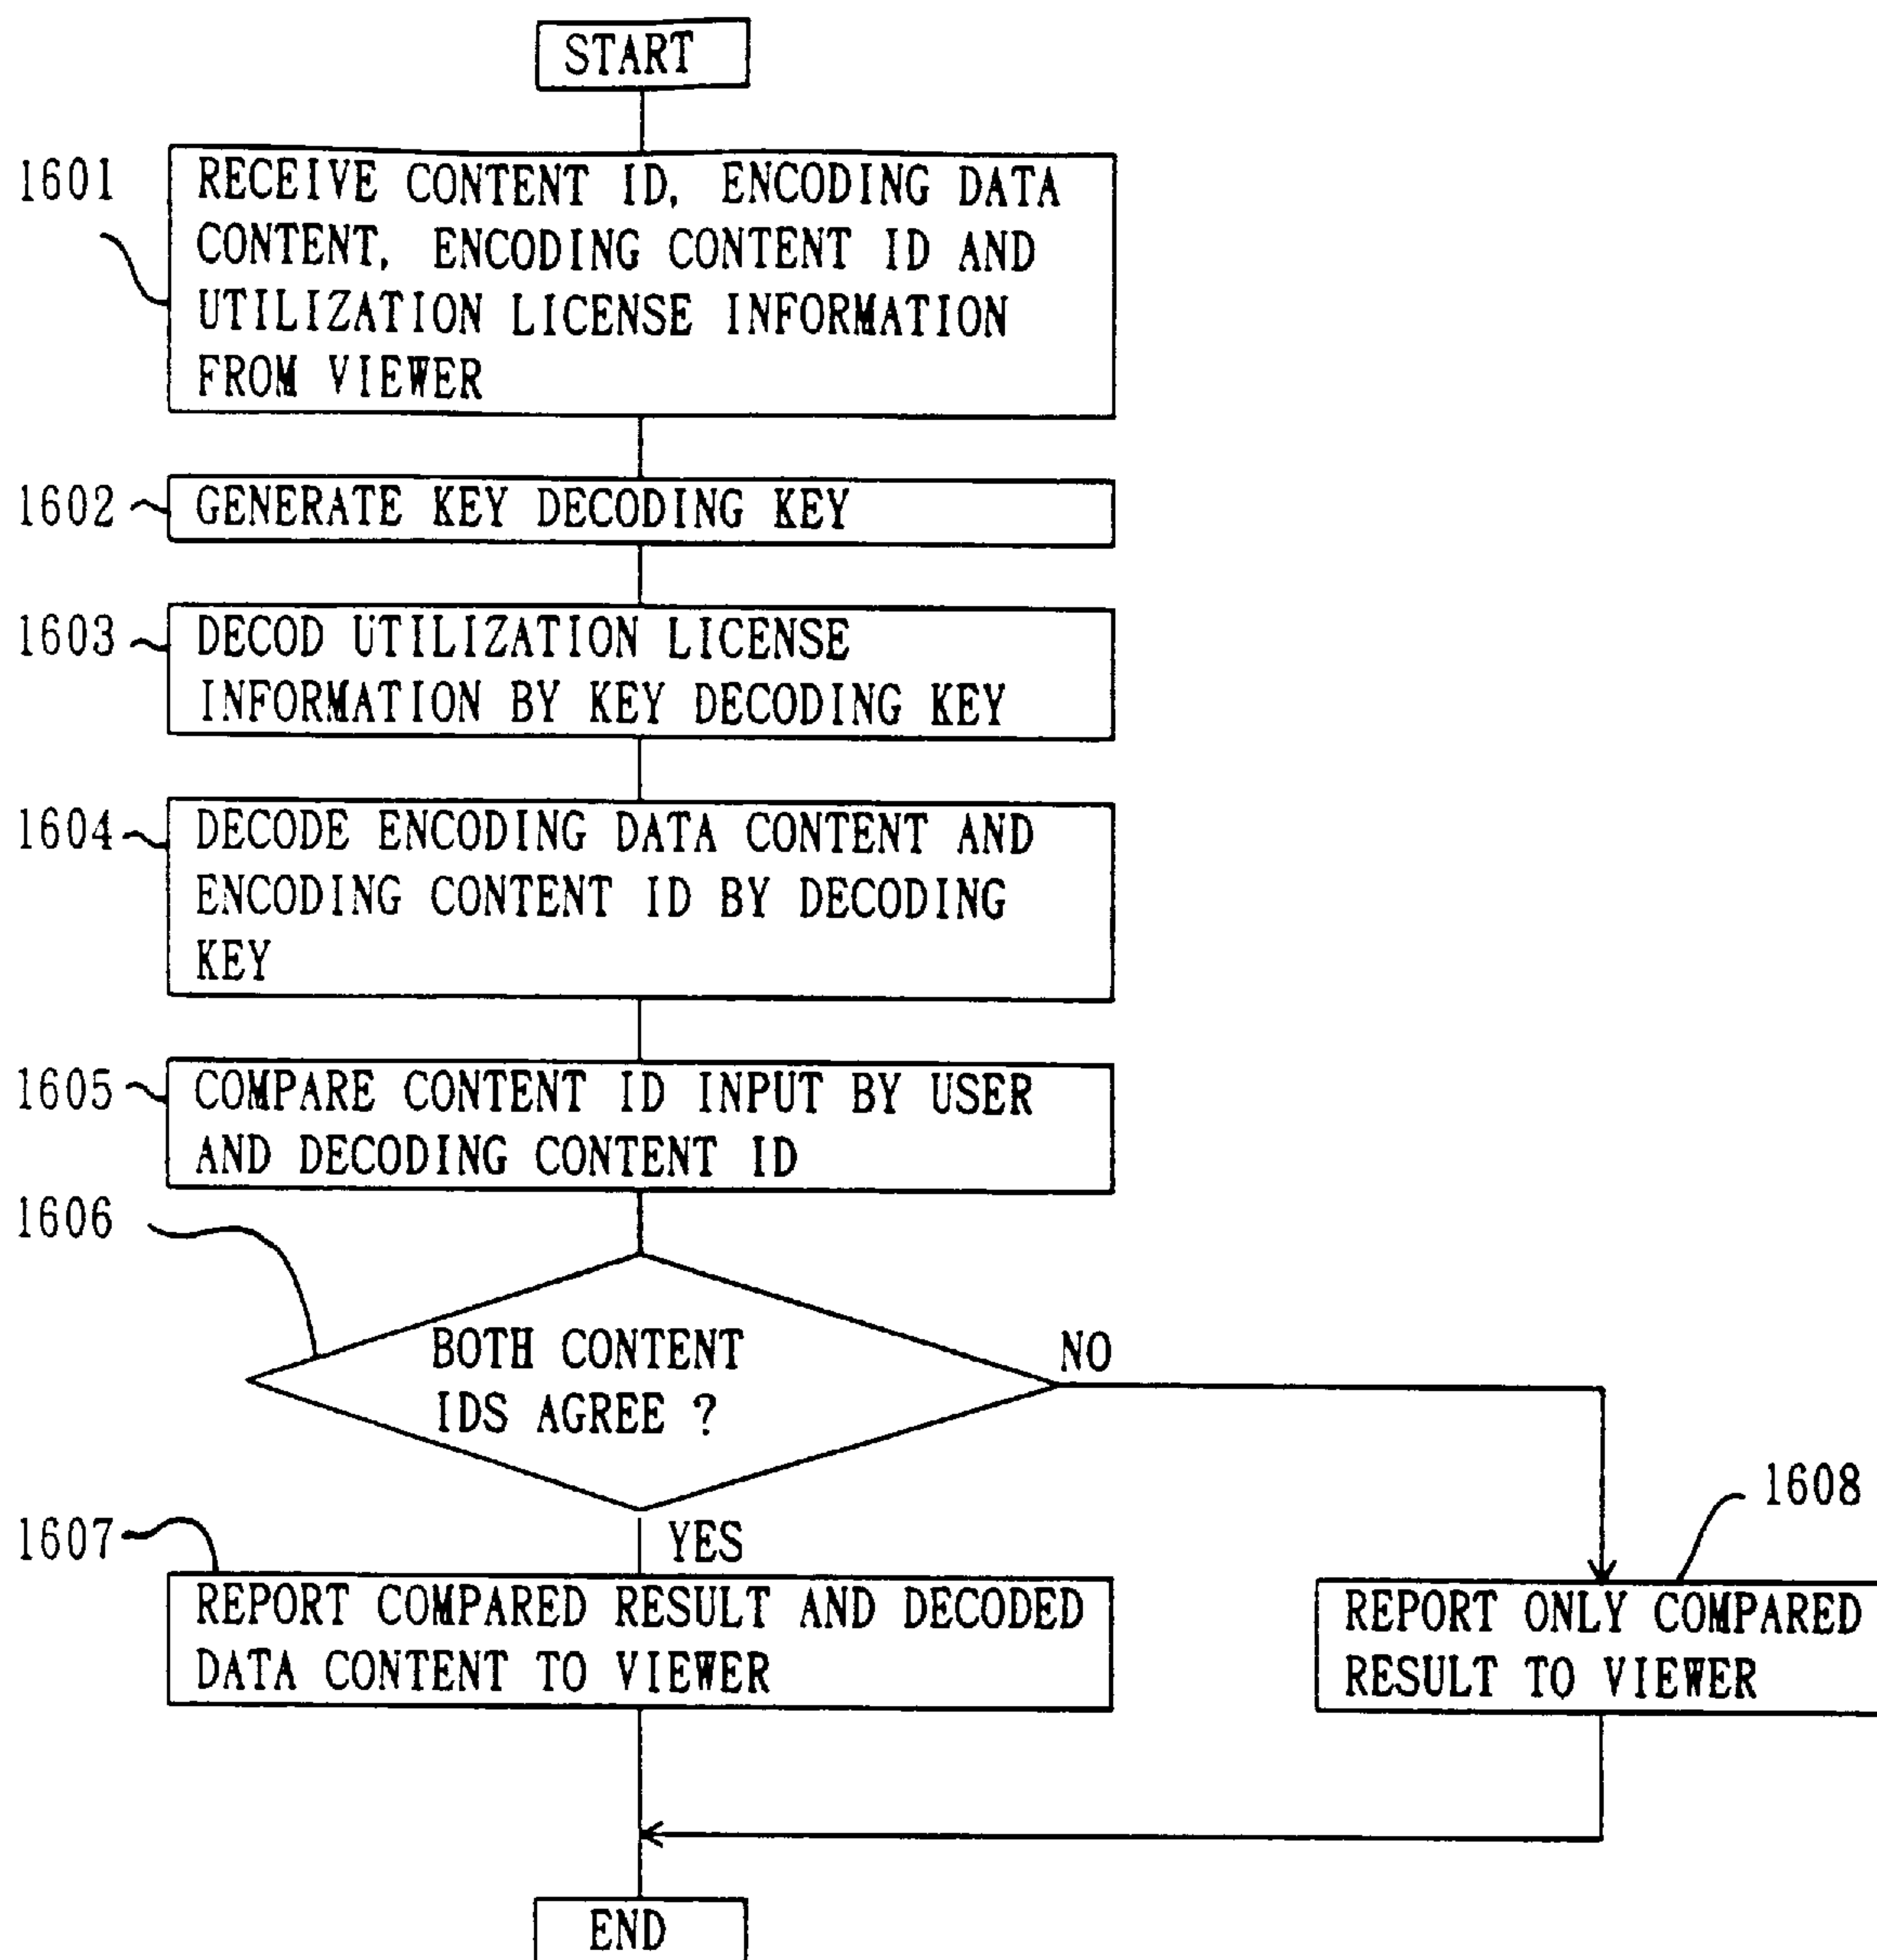 START
1601
RECEIVE CONTENT ID, ENCODING DATA
CONTENT, ENCODING CONTENT ID AND
UTILIZATION LICENSE INFORMATION
FROM VIEWER
1602
GENERATE KEY DECODING KEY
1603
DECOD UTILIZATION LICENSE
INFORMATION BY KEY DECODING KEY
1604
DECODE ENCODING DATA CONTENT AND
ENCODING CONTENT ID BY DECODING
KEY
1605
COMPARE CONTENT ID INPUT BY USER
AND DECODING CONTENT ID
1606
BOTH CONTENT
IDS AGREE ?
NO
YES
1607
REPORT COMPARED RESULT AND DECODED
DATA CONTENT TO VIEWER
1608
REPORT ONLY COMPARED
RESULT TO VIEWER
END